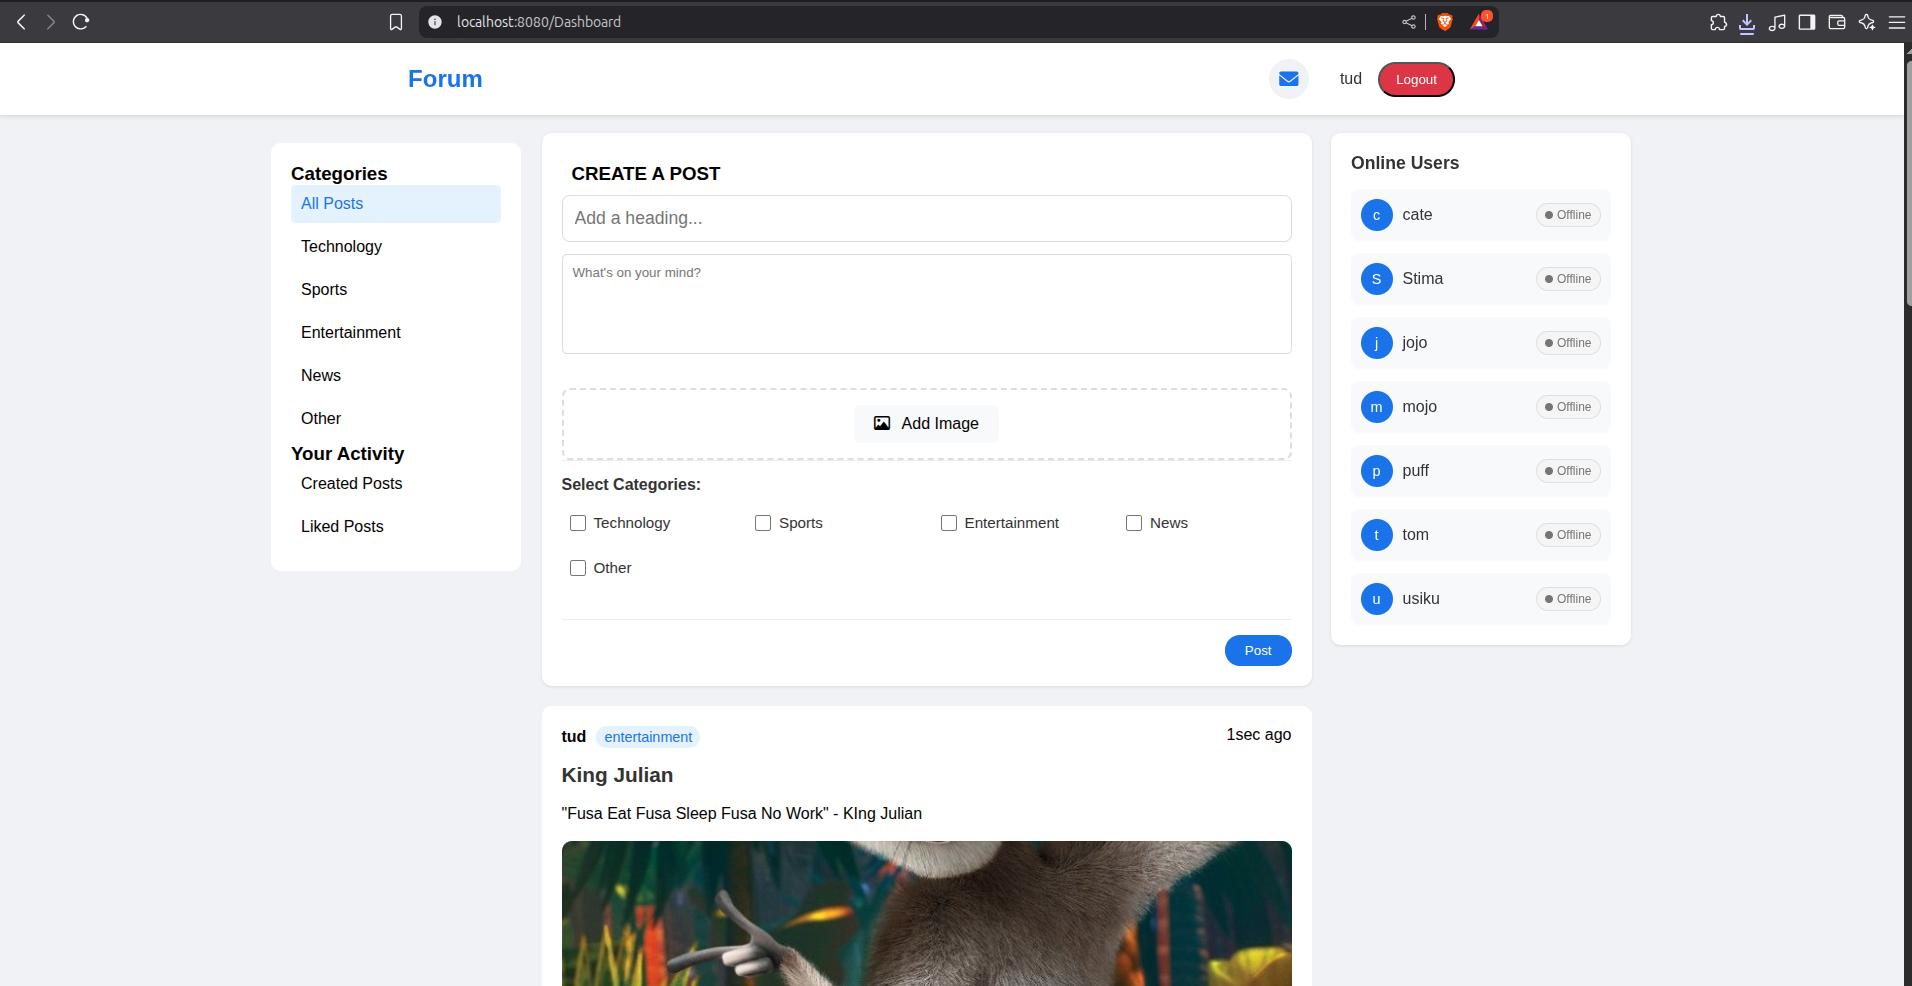 localhost:8080/Dashboard
1
Forum
tud
Logout
Categories
All Posts
Technology
Sports
Entertainment
News
Other
Your Activity
Created Posts
Liked Posts
CREATE A POST
Add a heading...
What's on your mind?
Add Image
Select Categories:
Technology
Sports
Entertainment
News
Other
Post
tud entertainment
1sec ago
King Julian
"Fusa Eat Fusa Sleep Fusa No Work" - KIng Julian
Online Users
c cate Offline
S Stima Offline
j jojo Offline
m mojo Offline
p puff Offline
t tom Offline
u usiku Offline